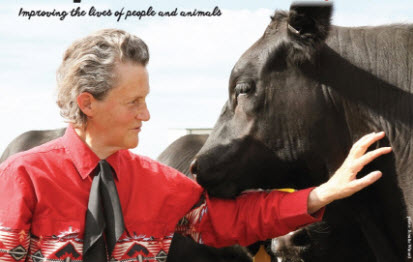 Improving the lives of people and animals